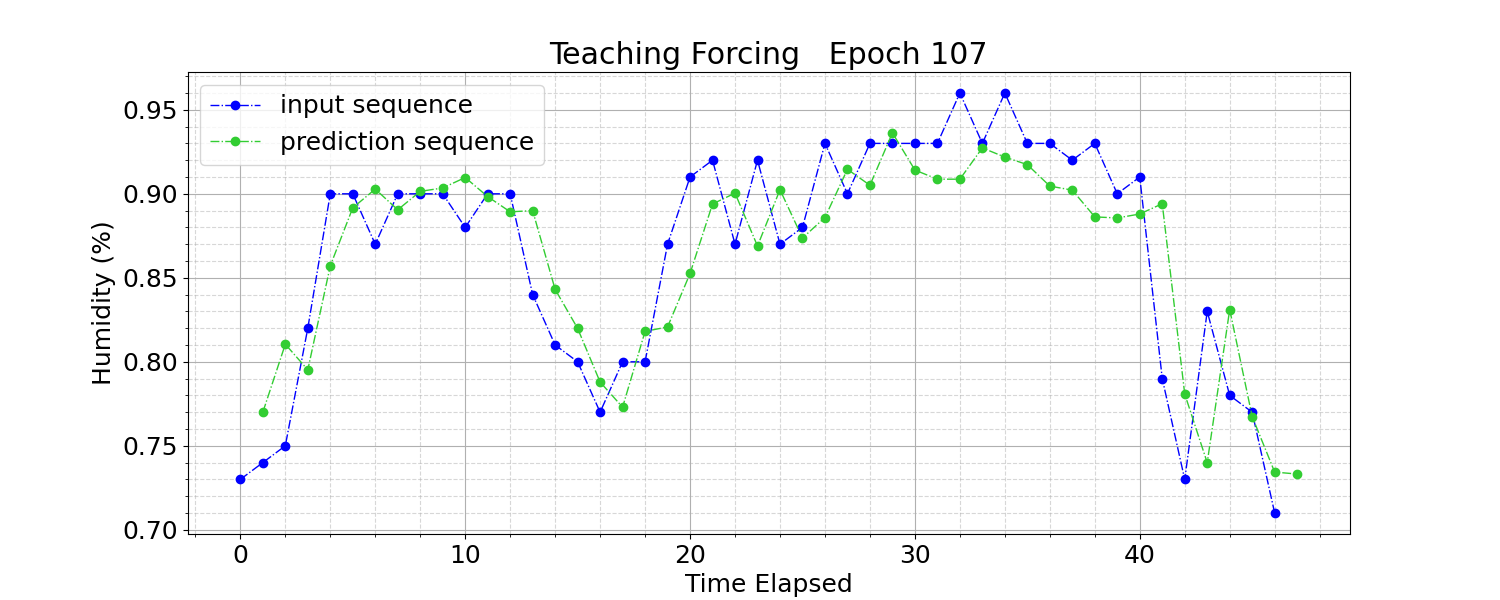 Teaching Forcing   Epoch 107
input sequence
prediction sequence
0.95
0.90
0.85
0.80
0.75
0.70
Humidity (%)
0 10 20 30 40
Time Elapsed